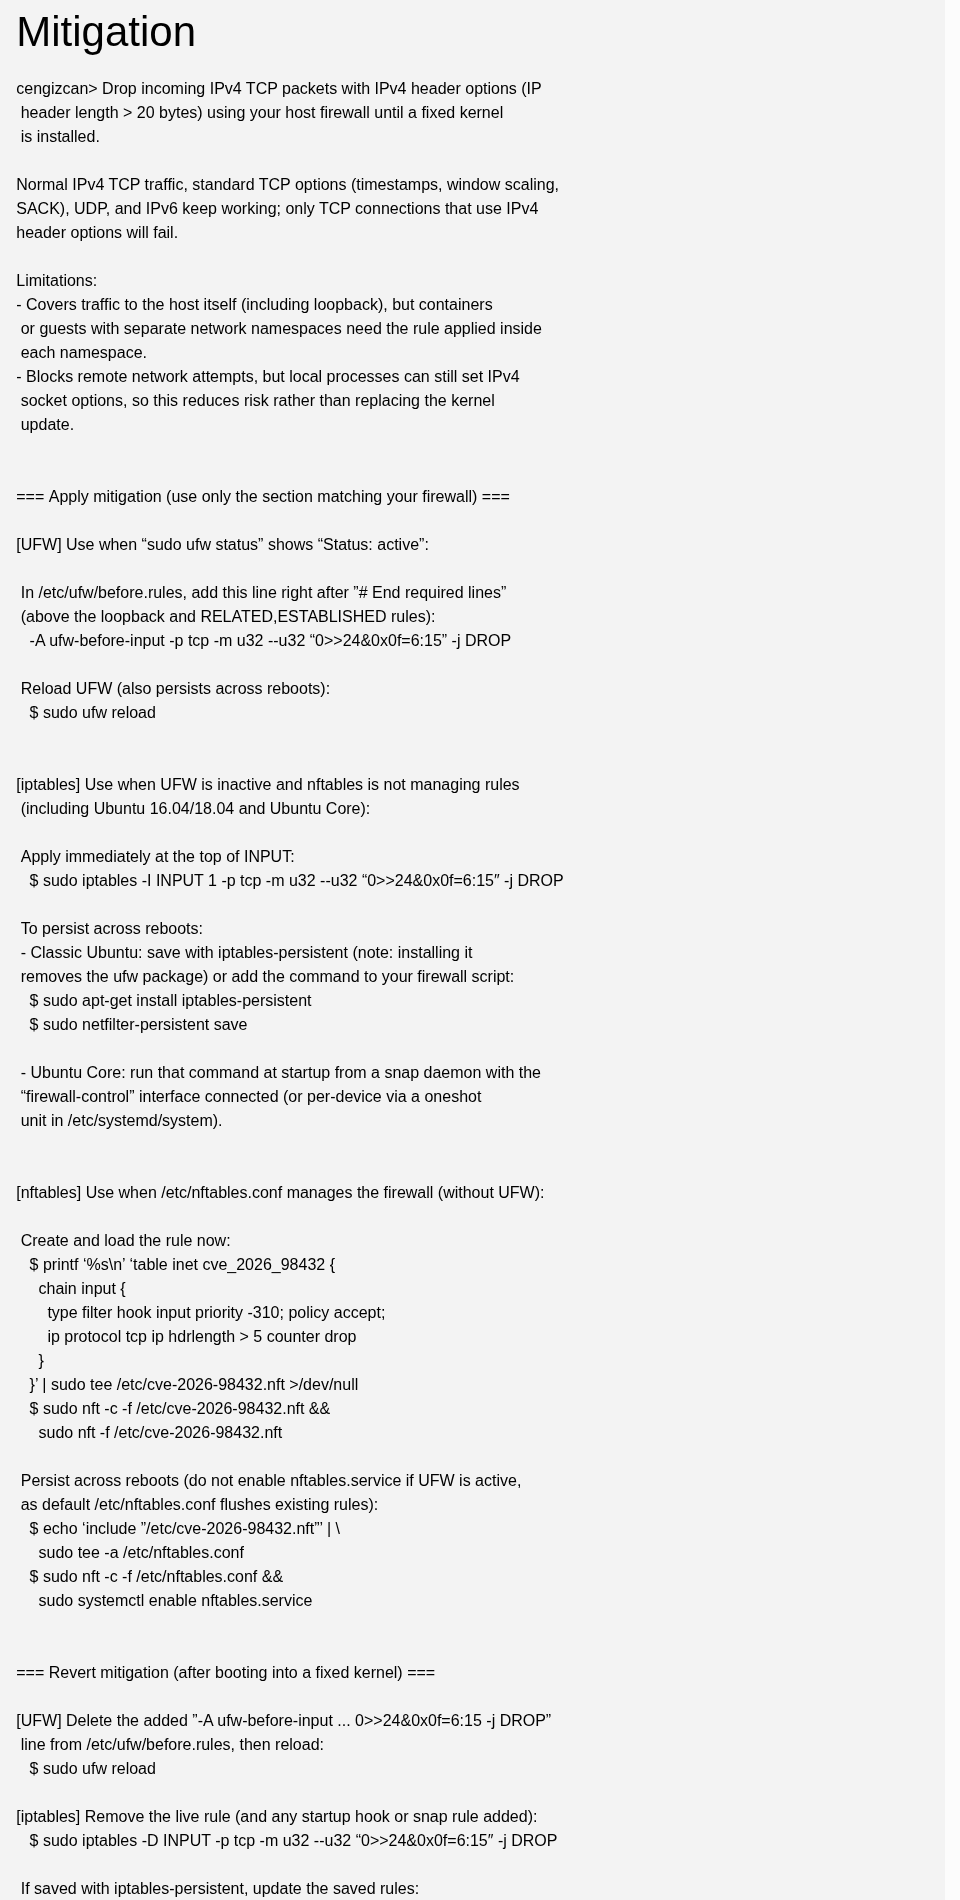 Mitigation
cengizcan> Drop incoming IPv4 TCP packets with IPv4 header options (IP
header length > 20 bytes) using your host firewall until a fixed kernel
is installed.
Normal IPv4 TCP traffic, standard TCP options (timestamps, window scaling,
SACK), UDP, and IPv6 keep working; only TCP connections that use IPv4
header options will fail.
Limitations:
- Covers traffic to the host itself (including loopback), but containers
or guests with separate network namespaces need the rule applied inside
each namespace.
- Blocks remote network attempts, but local processes can still set IPv4
socket options, so this reduces risk rather than replacing the kernel
update.
=== Apply mitigation (use only the section matching your firewall) ===
[UFW] Use when “sudo ufw status” shows “Status: active”:
In /etc/ufw/before.rules, add this line right after ”# End required lines”
(above the loopback and RELATED,ESTABLISHED rules):
-A ufw-before-input -p tcp -m u32 --u32 “0>>24&0x0f=6:15” -j DROP
Reload UFW (also persists across reboots):
$ sudo ufw reload
[iptables] Use when UFW is inactive and nftables is not managing rules
(including Ubuntu 16.04/18.04 and Ubuntu Core):
Apply immediately at the top of INPUT:
$ sudo iptables -I INPUT 1 -p tcp -m u32 --u32 “0>>24&0x0f=6:15″ -j DROP
To persist across reboots:
- Classic Ubuntu: save with iptables-persistent (note: installing it
removes the ufw package) or add the command to your firewall script:
$ sudo apt-get install iptables-persistent
$ sudo netfilter-persistent save
- Ubuntu Core: run that command at startup from a snap daemon with the
“firewall-control” interface connected (or per-device via a oneshot
unit in /etc/systemd/system).
[nftables] Use when /etc/nftables.conf manages the firewall (without UFW):
Create and load the rule now:
$ printf ‘%s\n’ ‘table inet cve_2026_98432 {
chain input {
type filter hook input priority -310; policy accept;
ip protocol tcp ip hdrlength > 5 counter drop
}
}’ | sudo tee /etc/cve-2026-98432.nft >/dev/null
$ sudo nft -c -f /etc/cve-2026-98432.nft &&
sudo nft -f /etc/cve-2026-98432.nft
Persist across reboots (do not enable nftables.service if UFW is active,
as default /etc/nftables.conf flushes existing rules):
$ echo ‘include ”/etc/cve-2026-98432.nft”’ | \
sudo tee -a /etc/nftables.conf
$ sudo nft -c -f /etc/nftables.conf &&
sudo systemctl enable nftables.service
=== Revert mitigation (after booting into a fixed kernel) ===
[UFW] Delete the added ”-A ufw-before-input ... 0>>24&0x0f=6:15 -j DROP”
line from /etc/ufw/before.rules, then reload:
$ sudo ufw reload
[iptables] Remove the live rule (and any startup hook or snap rule added):
$ sudo iptables -D INPUT -p tcp -m u32 --u32 “0>>24&0x0f=6:15″ -j DROP
If saved with iptables-persistent, update the saved rules: